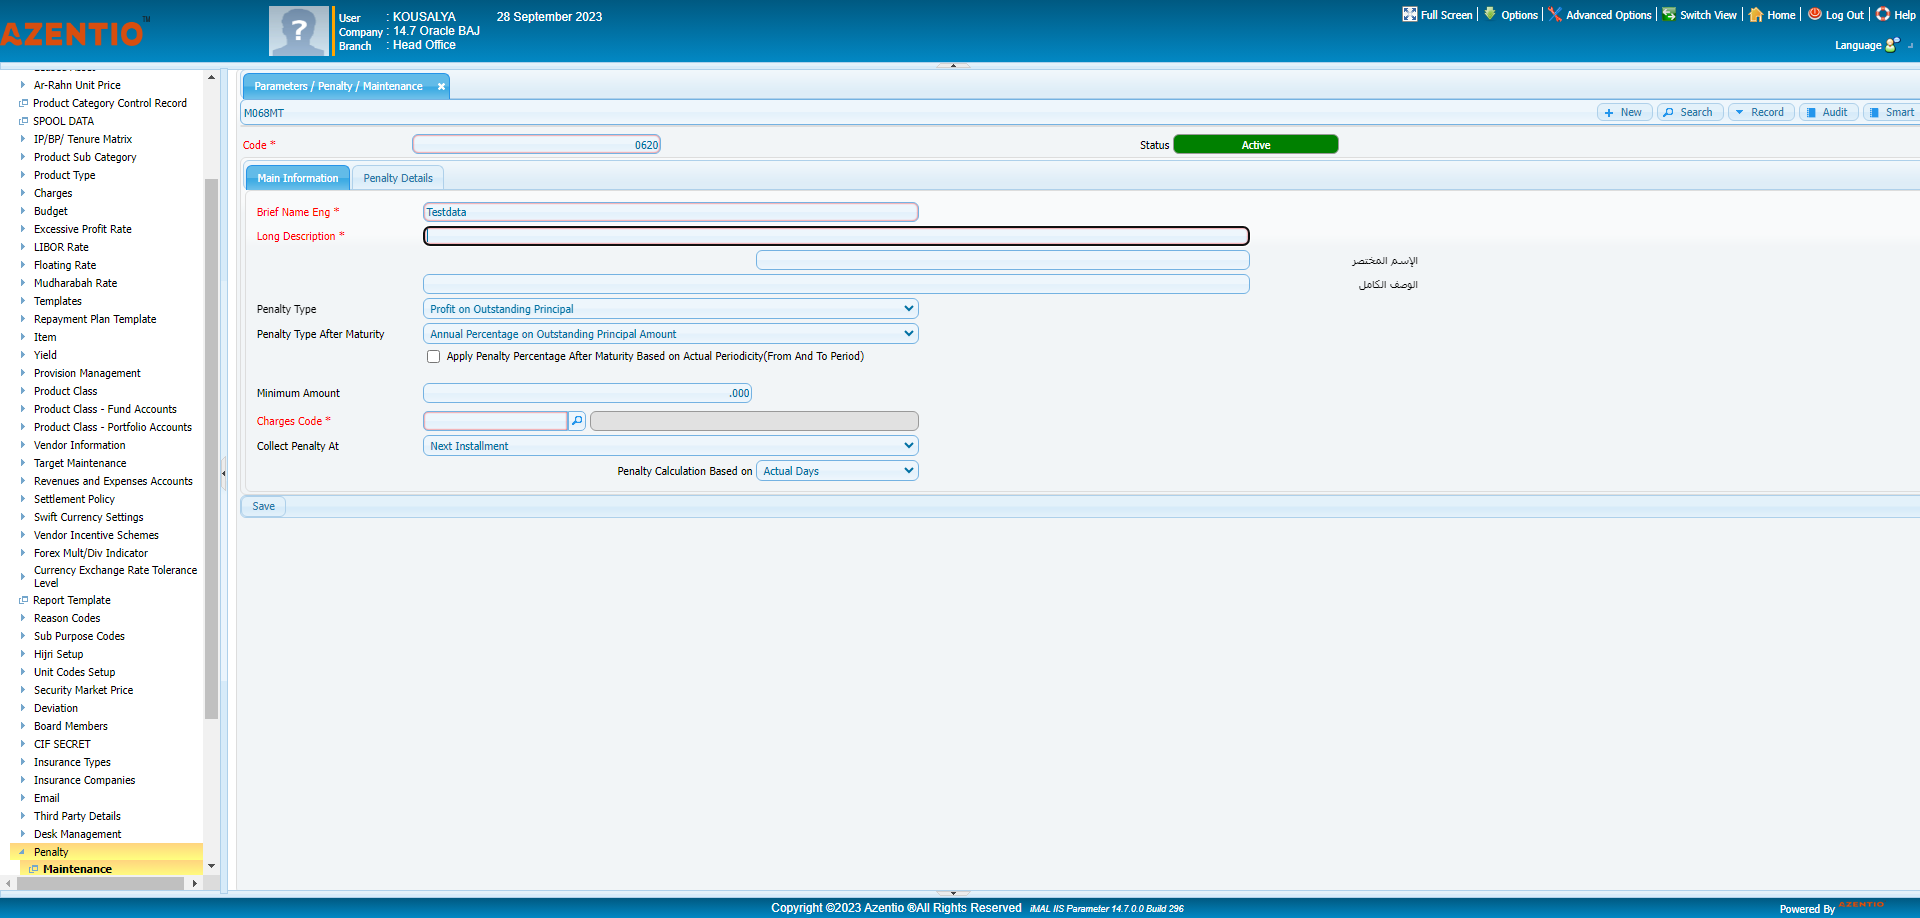 AZENTIO™
User : KOUSALYA 28 September 2023
Company : 14.7 Oracle BAJ
Branch : Head Office
Full Screen Options Advanced Options Switch View Home Log Out Help
Language
Ar-Rahn Unit Price
Product Category Control Record
SPOOL DATA
IP/BP/ Tenure Matrix
Product Sub Category
Product Type
Charges
Budget
Excessive Profit Rate
LIBOR Rate
Floating Rate
Mudharabah Rate
Templates
Repayment Plan Template
Item
Yield
Provision Management
Product Class
Product Class - Fund Accounts
Product Class - Portfolio Accounts
Vendor Information
Target Maintenance
Revenues and Expenses Accounts
Settlement Policy
Swift Currency Settings
Vendor Incentive Schemes
Forex Mult/Div Indicator
Currency Exchange Rate Tolerance
Level
Report Template
Reason Codes
Sub Purpose Codes
Hijri Setup
Unit Codes Setup
Security Market Price
Deviation
Board Members
CIF SECRET
Insurance Types
Insurance Companies
Email
Third Party Details
Desk Management
Penalty
Maintenance
Parameters / Penalty / Maintenance
M068MT
New Search Record Audit Smart
Code * 0620 Status Active
Main Information Penalty Details
Brief Name Eng * Testdata
Long Description *
الإسم المختصر
الوصف الكامل
Penalty Type Profit on Outstanding Principal
Penalty Type After Maturity Annual Percentage on Outstanding Principal Amount
Apply Penalty Percentage After Maturity Based on Actual Periodicity(From And To Period)
Minimum Amount .000
Charges Code *
Collect Penalty At Next Installment
Penalty Calculation Based on Actual Days
Save
Copyright ©2023 Azentio ®All Rights Reserved iMAL IIS Parameter 14.7.0.0 Build 296
Powered By AZENTIO